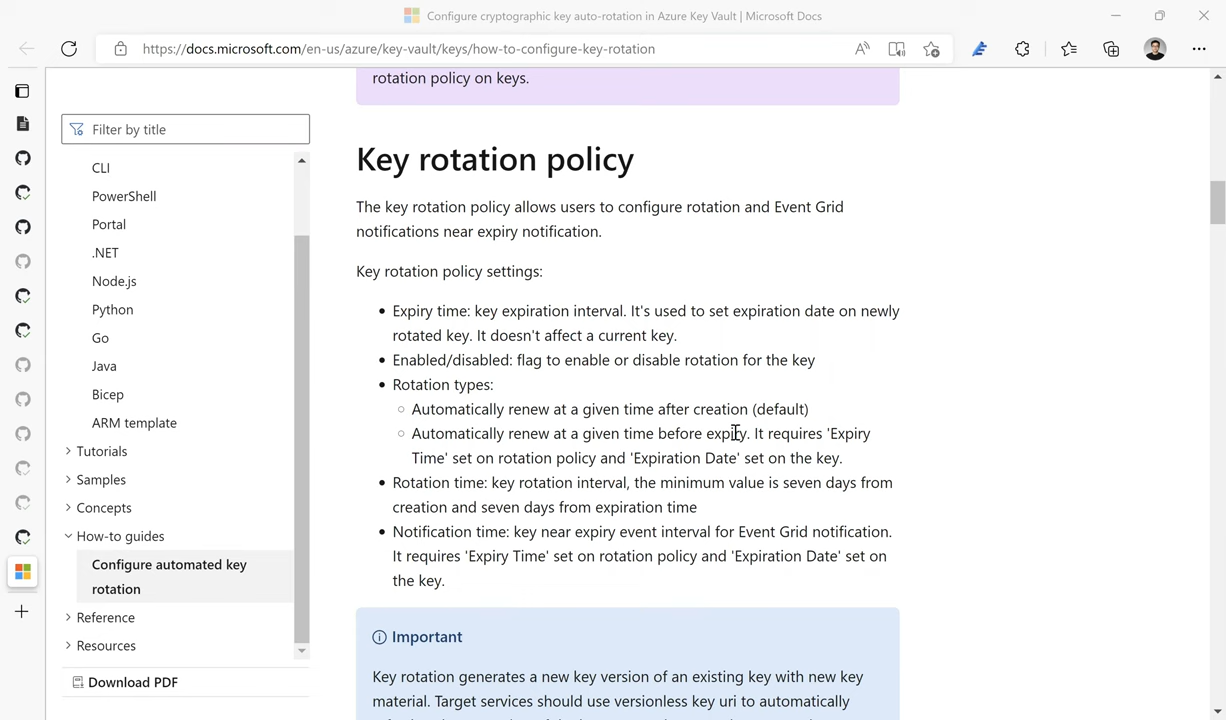 Configure cryptographic key auto-rotation in Azure Key Vault | Microsoft Docs
https://docs.microsoft.com/en-us/azure/key-vault/keys/how-to-configure-key-rotation
Filter by title
CLI
PowerShell
Portal
.NET
Node.js
Python
Go
Java
Bicep
ARM template
Tutorials
Samples
Concepts
How-to guides
Configure automated key
rotation
Reference
Resources
Download PDF
rotation policy on keys.
Key rotation policy
The key rotation policy allows users to configure rotation and Event Grid
notifications near expiry notification.
Key rotation policy settings:
• Expiry time: key expiration interval. It's used to set expiration date on newly
rotated key. It doesn't affect a current key.
• Enabled/disabled: flag to enable or disable rotation for the key
• Rotation types:
○ Automatically renew at a given time after creation (default)
○ Automatically renew at a given time before expiry. It requires 'Expiry
Time' set on rotation policy and 'Expiration Date' set on the key.
• Rotation time: key rotation interval, the minimum value is seven days from
creation and seven days from expiration time
• Notification time: key near expiry event interval for Event Grid notification.
It requires 'Expiry Time' set on rotation policy and 'Expiration Date' set on
the key.
Important
Key rotation generates a new key version of an existing key with new key
material. Target services should use versionless key uri to automatically